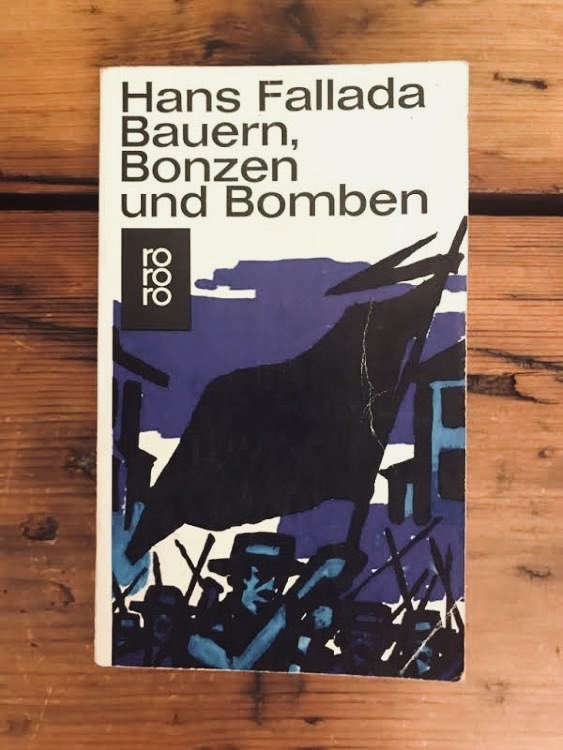 Hans Fallada
Bauern,
Bonzen
und Bomben
ro
ro
ro